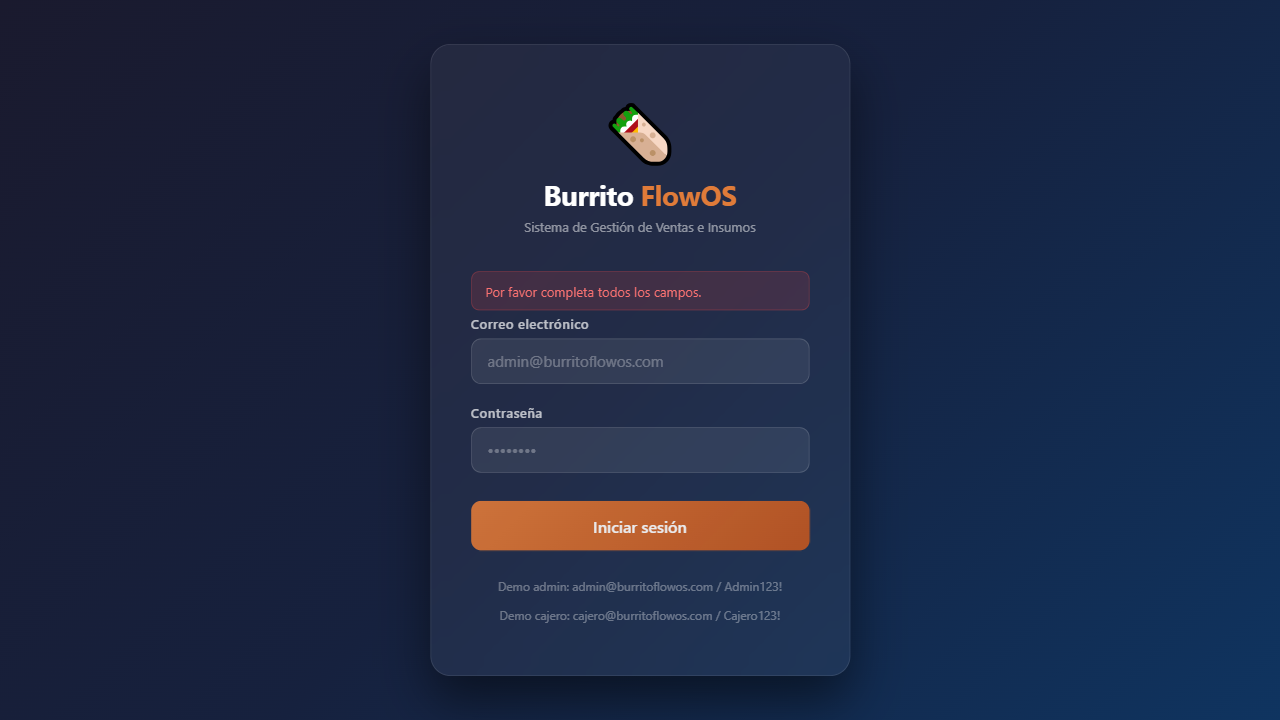 Burrito FlowOS
Sistema de Gestión de Ventas e Insumos
Por favor completa todos los campos.
Correo electrónico
admin@burritoflowos.com
Contraseña
••••••••
Iniciar sesión
Demo admin: admin@burritoflowos.com / Admin123!
Demo cajero: cajero@burritoflowos.com / Cajero123!